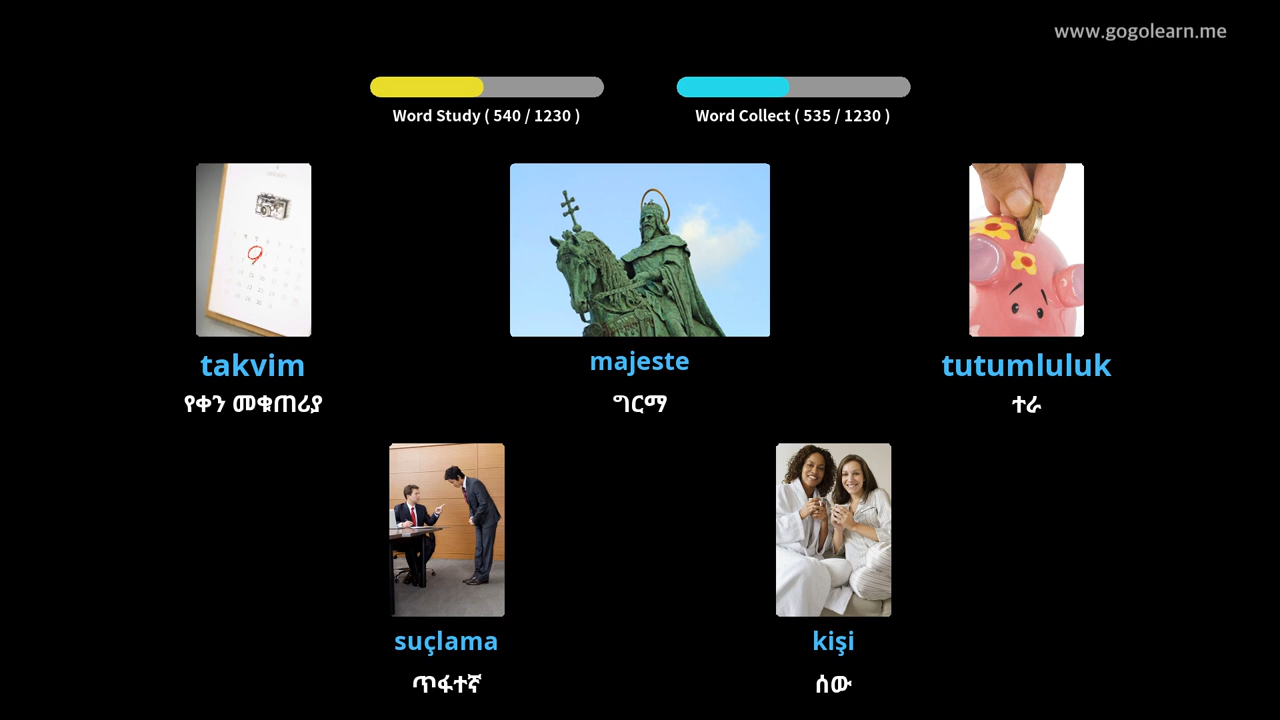 www.gogolearn.me
Word Study ( 540 / 1230 )
Word Collect ( 535 / 1230 )
takvim
የቀን መቁጠሪያ
majeste
ግርማ
tutumluluk
ተራ
suçlama
ጥፋተኛ
kişi
ሰው